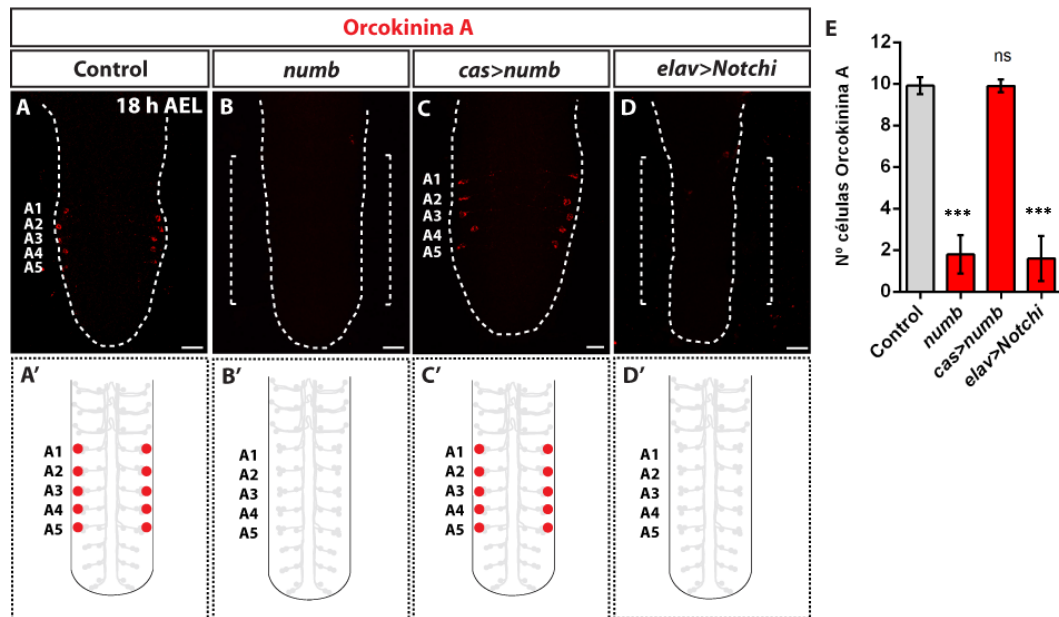 Orcokinina A
Control
numb
cas>numb
elav>Notchi
A
18 h AEL
A1
A2
A3
A4
A5
B
C
A1
A2
A3
A4
A5
D
A’
A1
A2
A3
A4
A5
B’
A1
A2
A3
A4
A5
C’
A1
A2
A3
A4
A5
D’
A1
A2
A3
A4
A5
E
Nº células Orcokinina A
12
10
8
6
4
2
0
***
ns
***
Control
numb
cas>numb
elav>Notchi